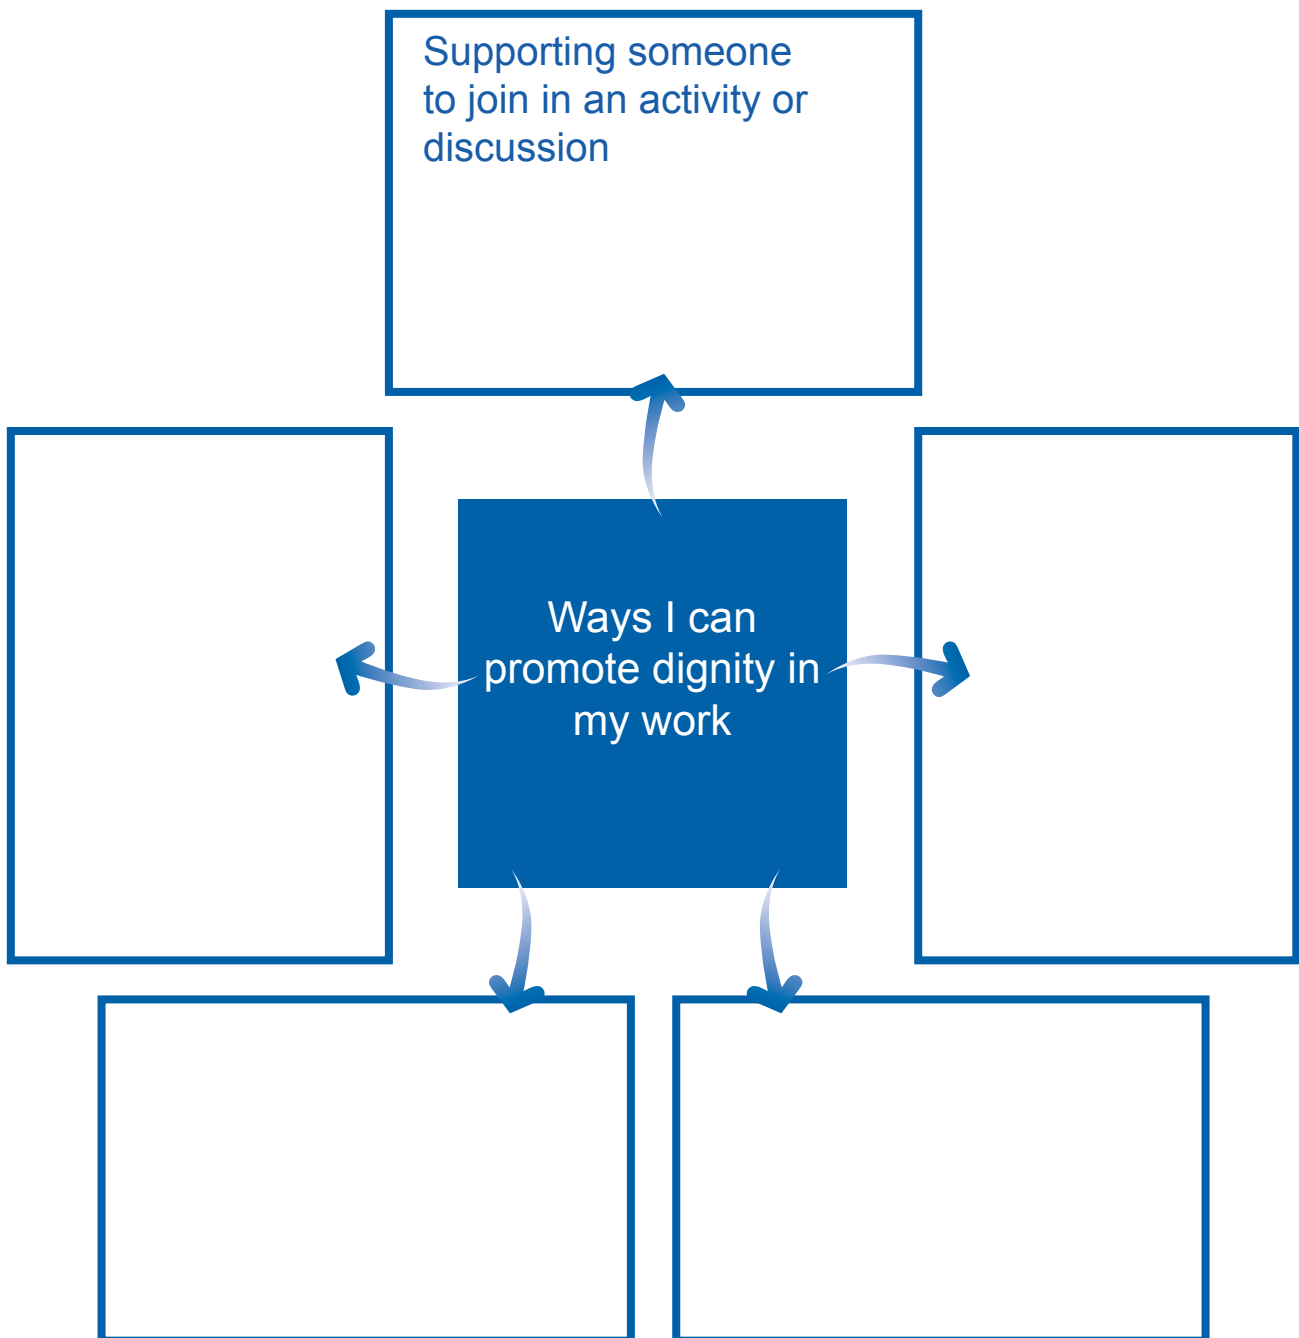 Supporting someone
to join in an activity or
discussion
Ways I can
promote dignity in
my work